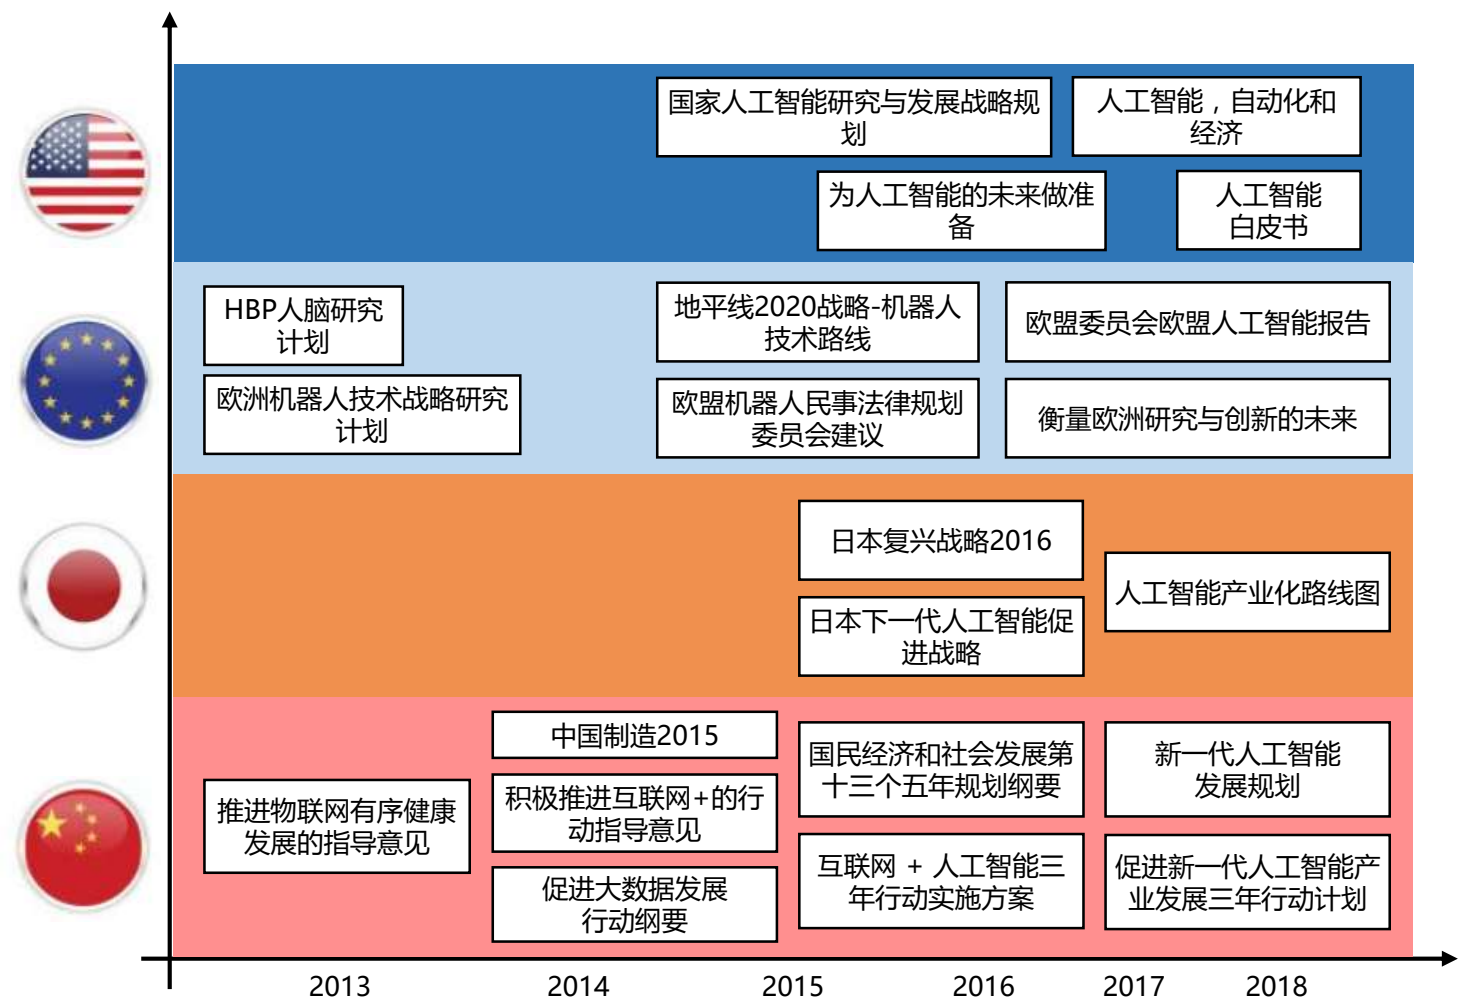 国家人工智能研究与发展战略规
划
人工智能，自动化和
经济
为人工智能的未来做准
备
人工智能
白皮书
HBP人脑研究
计划
地平线2020战略-机器人
技术路线
欧盟委员会欧盟人工智能报告
欧洲机器人技术战略研究
计划
欧盟机器人民事法律规划
委员会建议
衡量欧洲研究与创新的未来
日本复兴战略2016
人工智能产业化路线图
日本下一代人工智能促
进战略
中国制造2015
国民经济和社会发展第
十三个五年规划纲要
新一代人工智能
发展规划
推进物联网有序健康
发展的指导意见
积极推进互联网+的行
动指导意见
互联网 + 人工智能三
年行动实施方案
促进新一代人工智能产
业发展三年行动计划
促进大数据发展
行动纲要
2013
2014
2015
2016
2017
2018